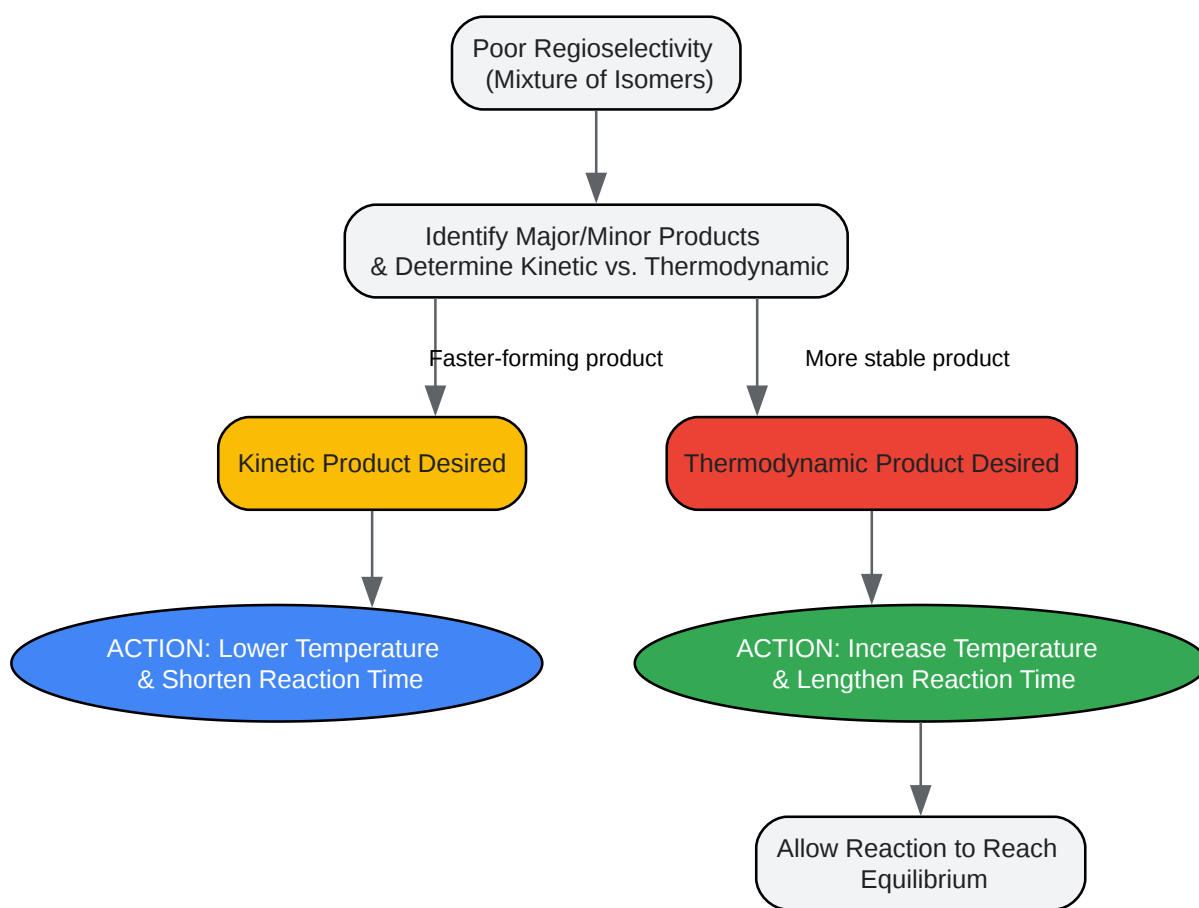 Poor Regioselectivity
(Mixture of Isomers)
Identify Major/Minor Products
& Determine Kinetic vs. Thermodynamic
Faster-forming product
More stable product
Kinetic Product Desired
Thermodynamic Product Desired
ACTION: Lower Temperature
& Shorten Reaction Time
ACTION: Increase Temperature
& Lengthen Reaction Time
Allow Reaction to Reach
Equilibrium